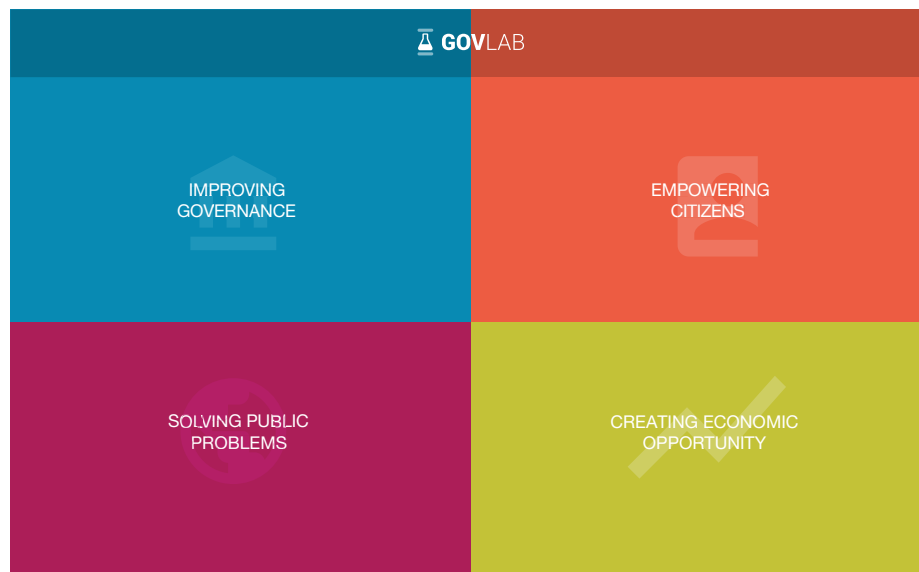 GOVLAB
IMPROVING
GOVERNANCE
EMPOWERING
CITIZENS
SOLVING PUBLIC
PROBLEMS
CREATING ECONOMIC
OPPORTUNITY